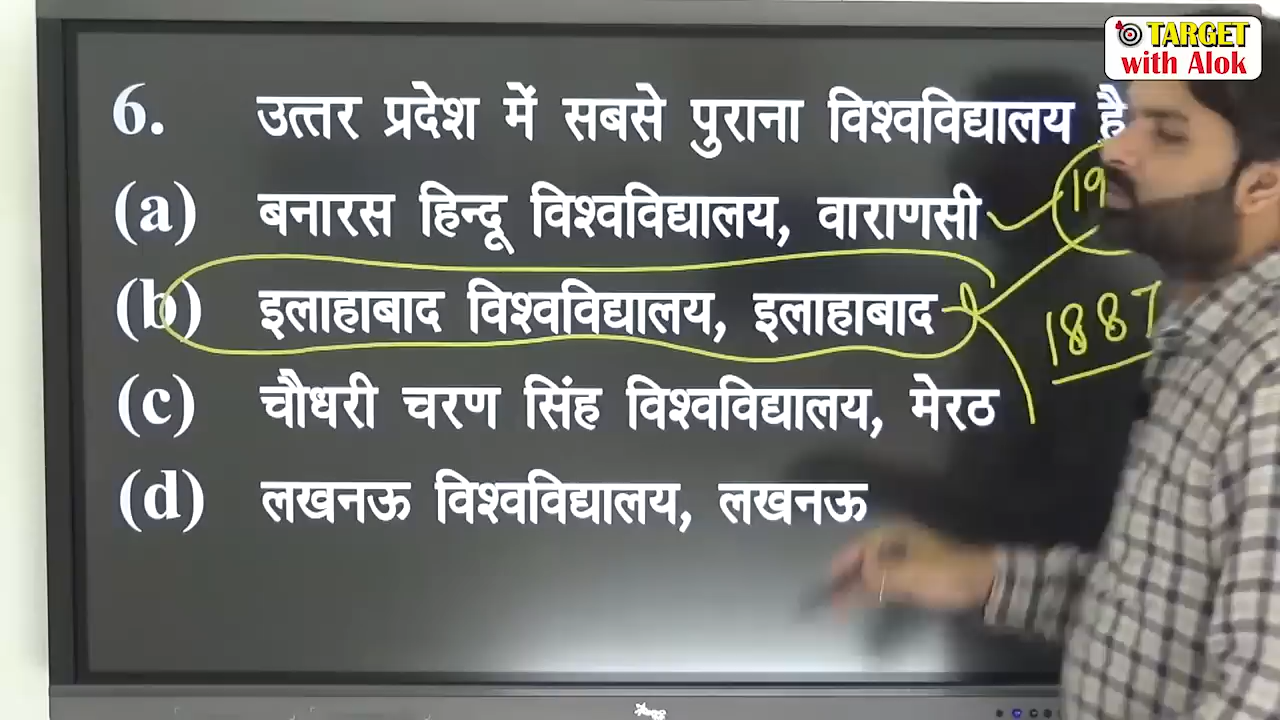 TARGET
with Alok
6. उत्तर प्रदेश में सबसे पुराना विश्वविद्यालय है
(a) बनारस हिन्दू विश्वविद्यालय, वाराणसी
19
(b) इलाहाबाद विश्वविद्यालय, इलाहाबाद
1887
(c) चौधरी चरण सिंह विश्वविद्यालय, मेरठ
(d) लखनऊ विश्वविद्यालय, लखनऊ